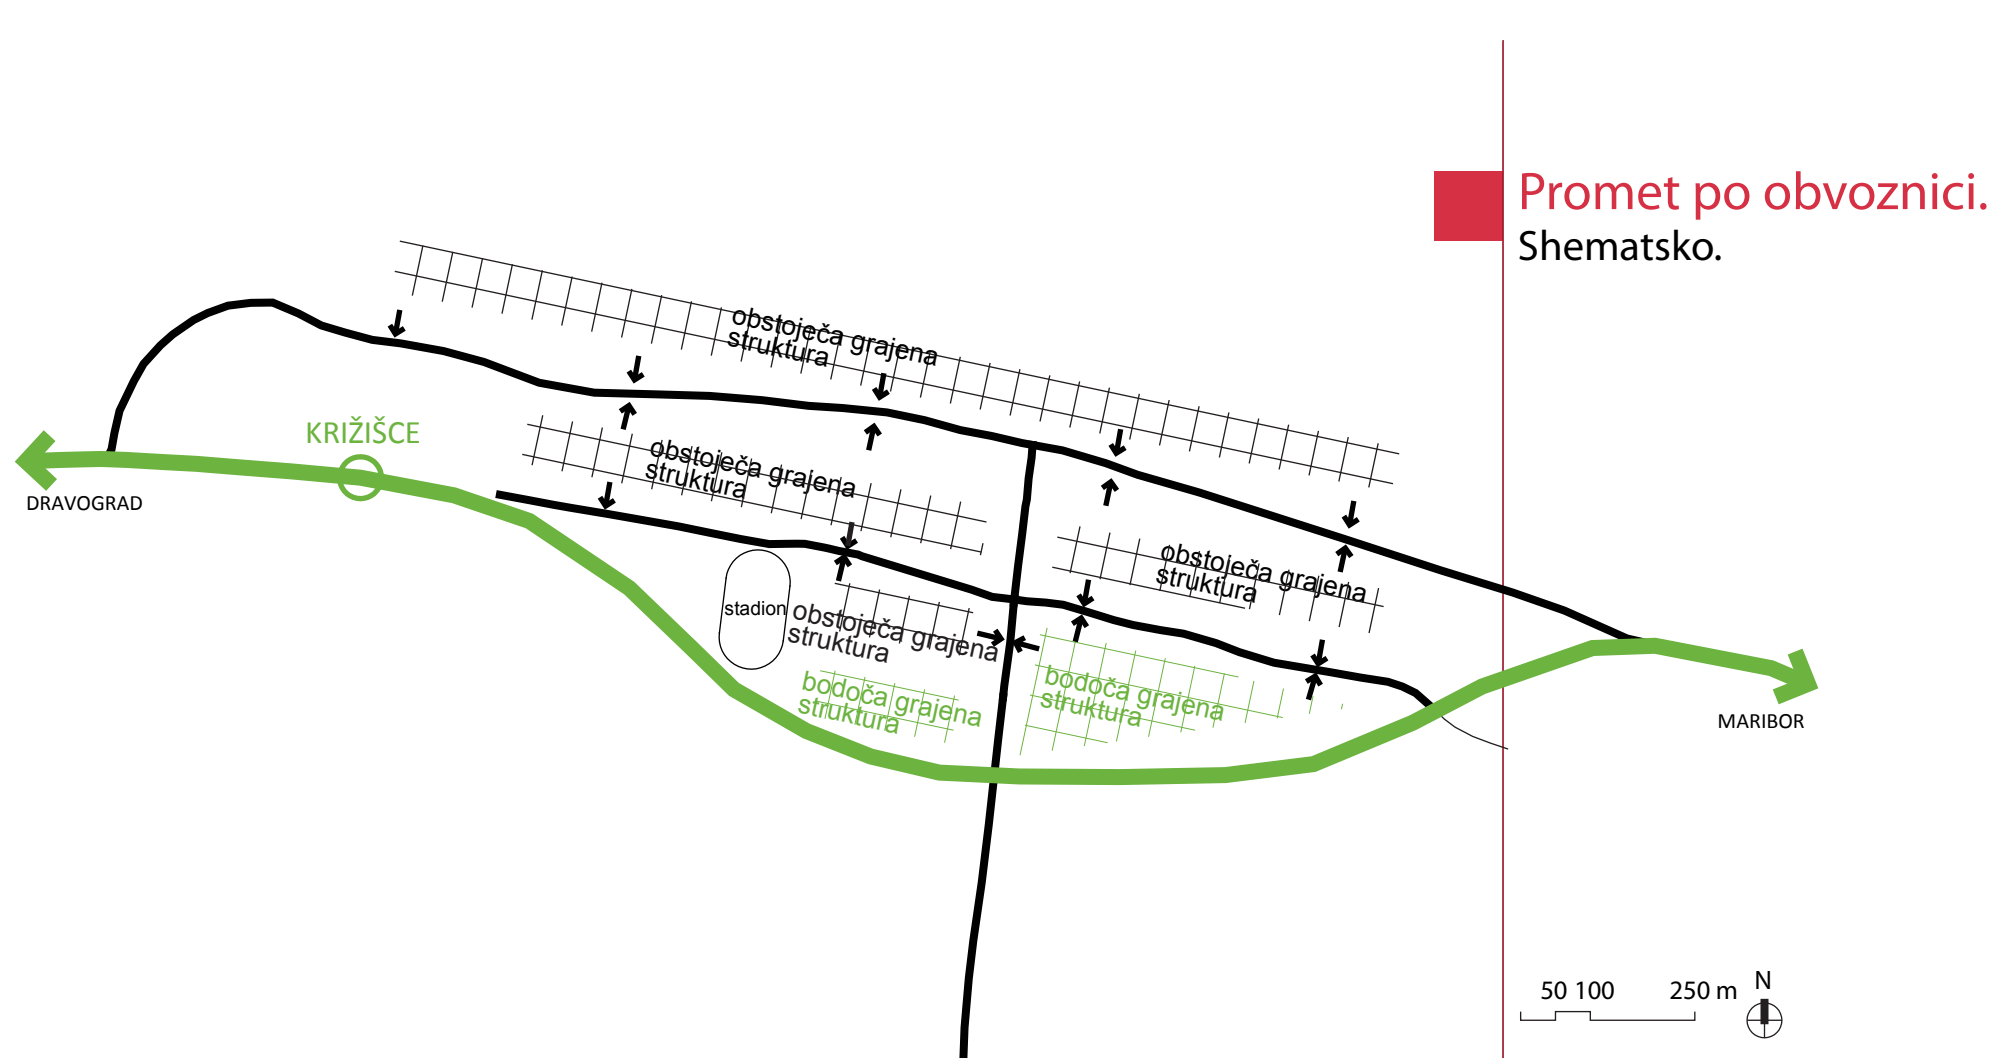 Promet po obvoznici.
Shematsko.
obstoječa grajena
struktura
KRIŽIŠCE
obstoječa grajena
struktura
DRAVOGRAD
obstoječa grajena
struktura
stadion
obstoječa grajena
struktura
bodoča grajena
struktura
bodoča grajena
struktura
MARIBOR
50 100 250 m
N